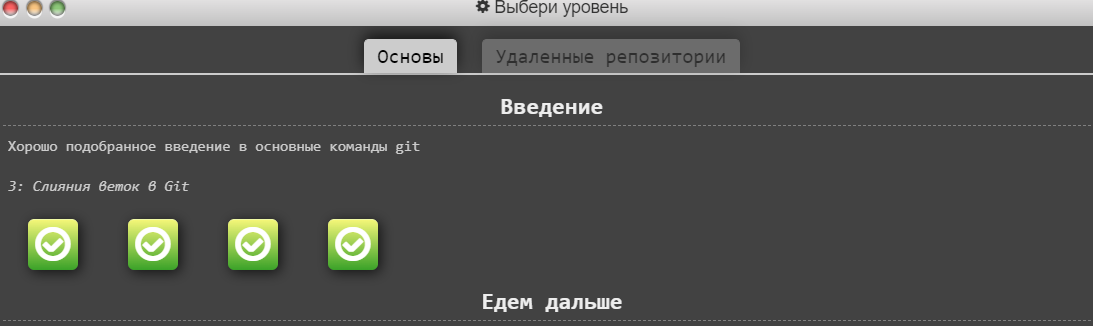 Выбери уровень
Основы
Удаленные репозитории
Введение
Хорошо подобранное введение в основные команды git
3: Слияния веток в Git
Едем дальше